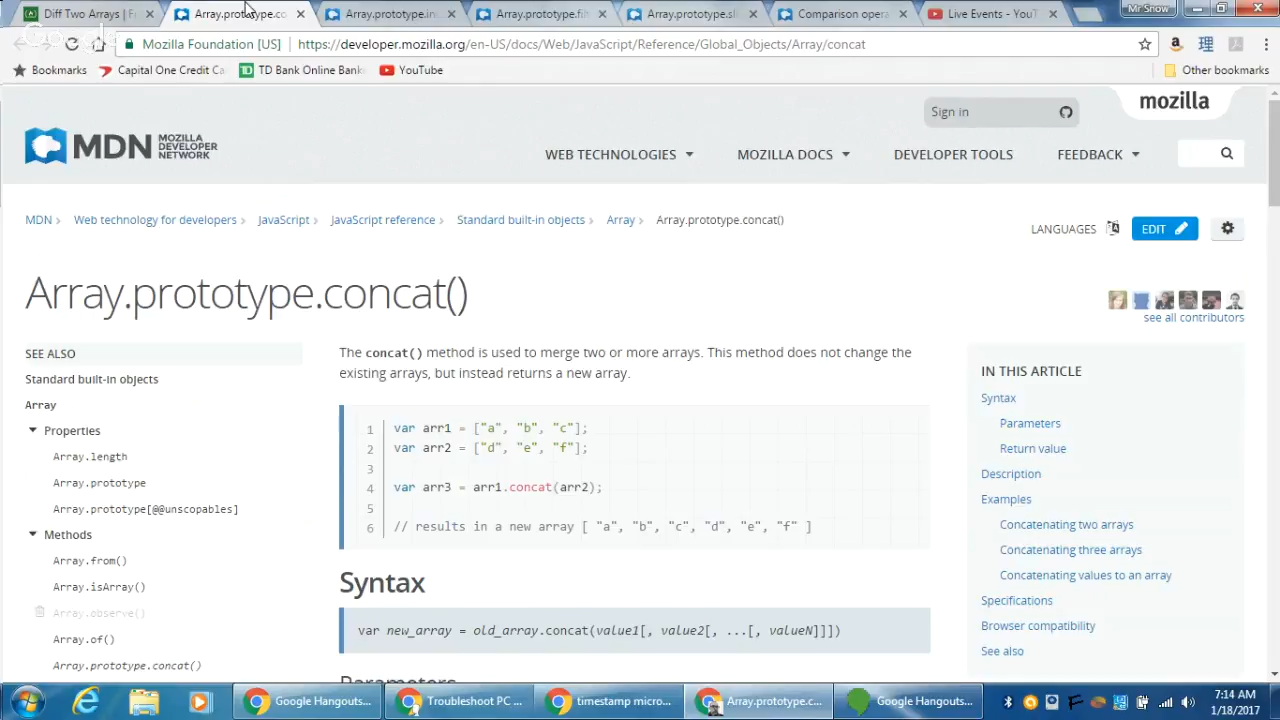 Diff Two Arrays | Fr
Array.prototype.co
Array.prototype.ind
Array.prototype.filt
Array.prototype.
Comparison opera
Live Events - YouT
Mr Snow
Mozilla Foundation [US]
https://developer.mozilla.org/en-US/docs/Web/JavaScript/Reference/Global_Objects/Array/concat
Bookmarks
Capital One Credit Ca
TD Bank Online Bank
YouTube
Other bookmarks
Sign in
mozilla
MDN MOZILLA DEVELOPER NETWORK
WEB TECHNOLOGIES
MOZILLA DOCS
DEVELOPER TOOLS
FEEDBACK
MDN
Web technology for developers
JavaScript
JavaScript reference
Standard built-in objects
Array
Array.prototype.concat()
LANGUAGES
EDIT
Array.prototype.concat()
see all contributors
SEE ALSO
Standard built-in objects
Array
Properties
Array.length
Array.prototype
Array.prototype[@@unscopables]
Methods
Array.from()
Array.isArray()
Array.observe()
Array.of()
Array.prototype.concat()
The concat() method is used to merge two or more arrays. This method does not change the
existing arrays, but instead returns a new array.
1 var arr1 = ["a", "b", "c"];
2 var arr2 = ["d", "e", "f"];
3
4 var arr3 = arr1.concat(arr2);
5
6 // results in a new array [ "a", "b", "c", "d", "e", "f" ]
Syntax
var new_array = old_array.concat(value1[, value2[, ...[, valueN]]])
Parameters
IN THIS ARTICLE
Syntax
Parameters
Return value
Description
Examples
Concatenating two arrays
Concatenating three arrays
Concatenating values to an array
Specifications
Browser compatibility
See also
Google Hangouts...
Troubleshoot PC ...
timestamp micro...
Array.prototype.c...
Google Hangouts...
7:14 AM
1/18/2017